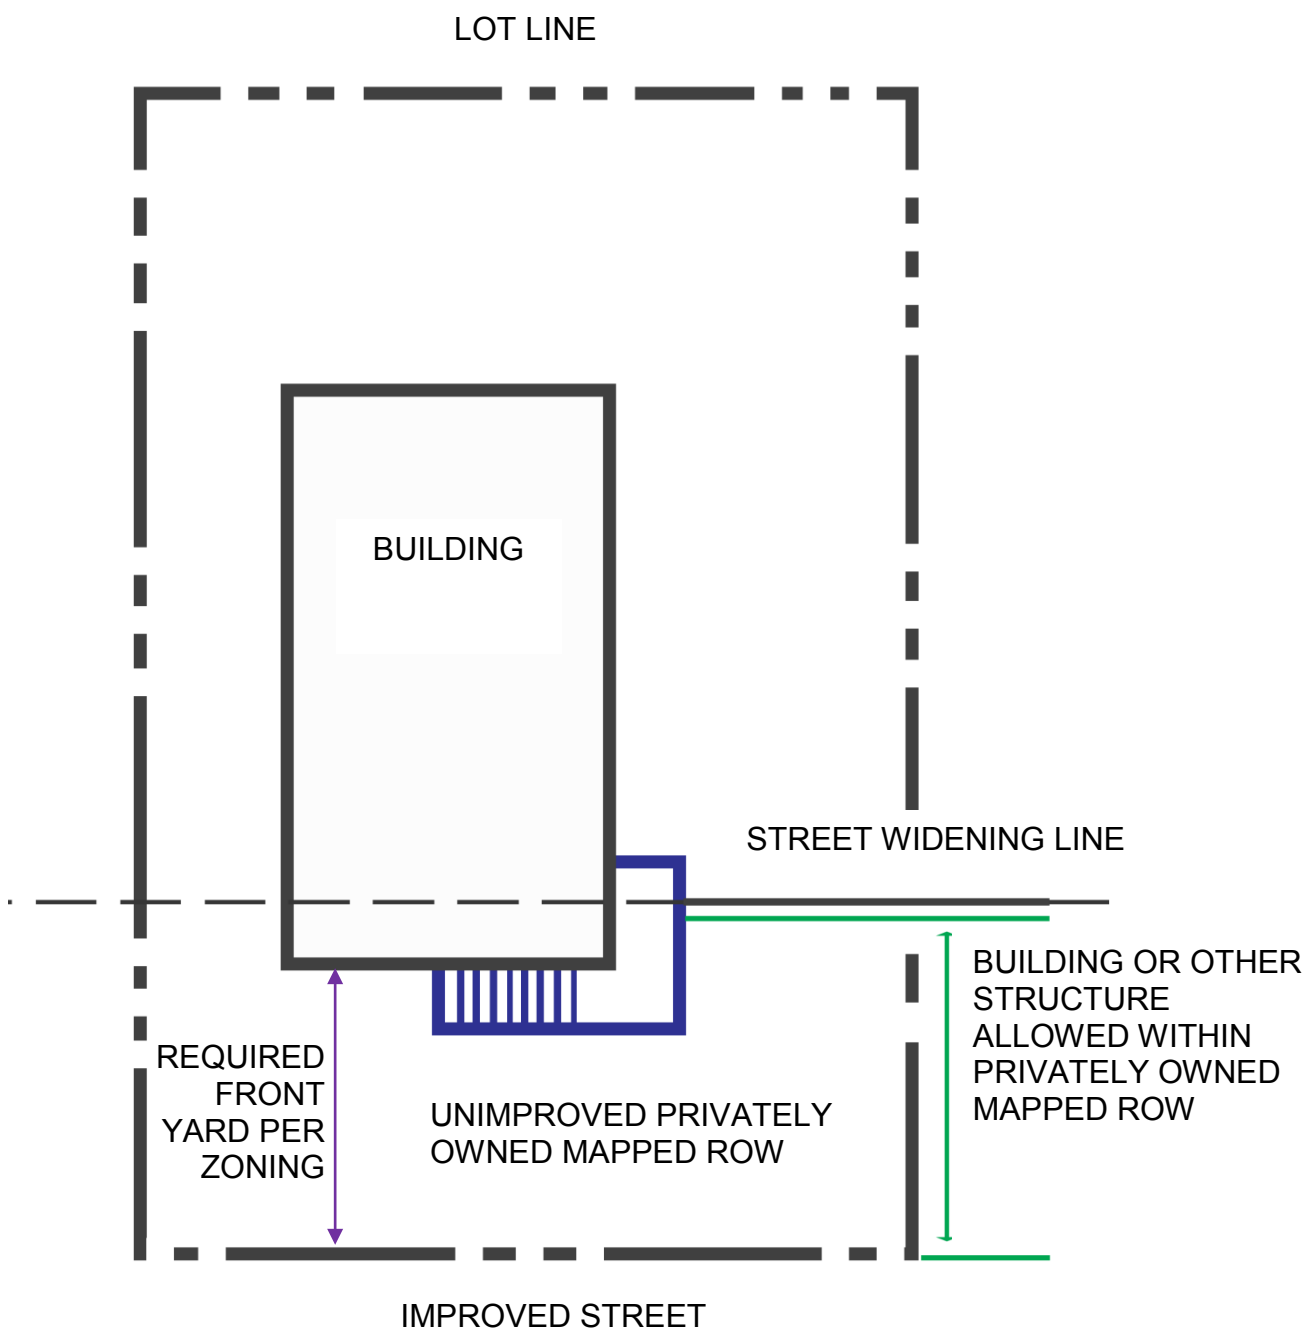 LOT LINE
BUILDING
STREET WIDENING LINE
BUILDING OR OTHER
STRUCTURE
ALLOWED WITHIN
PRIVATELY OWNED
MAPPED ROW
REQUIRED
FRONT
YARD PER
ZONING
UNIMPROVED PRIVATELY
OWNED MAPPED ROW
IMPROVED STREET